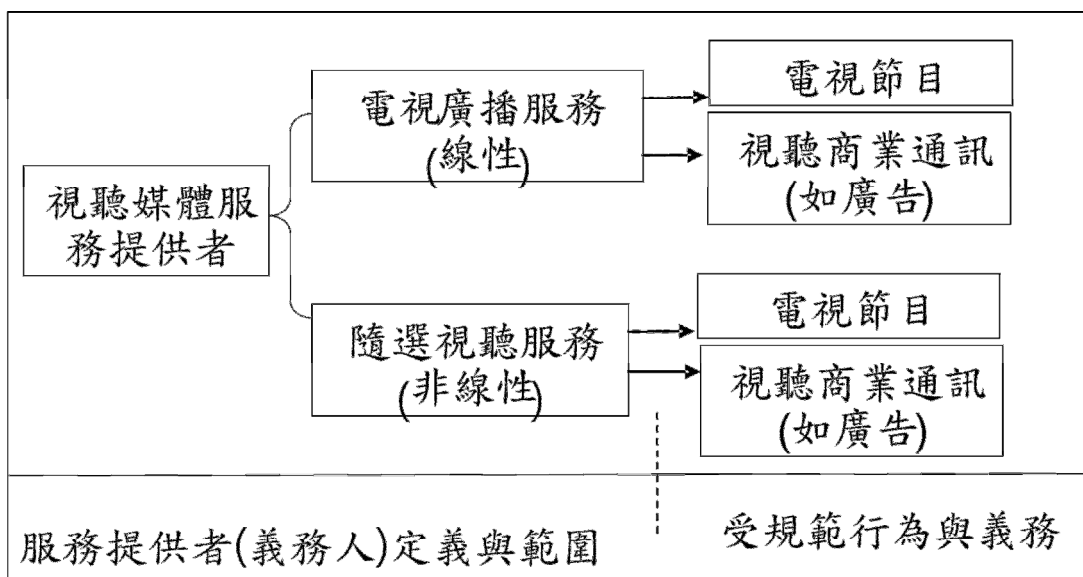 視聽媒體服
務提供者
電視廣播服務
(線性)
電視節目
視聽商業通訊
(如廣告)
隨選視聽服務
(非線性)
電視節目
視聽商業通訊
(如廣告)
服務提供者(義務人)定義與範圍
受規範行為與義務